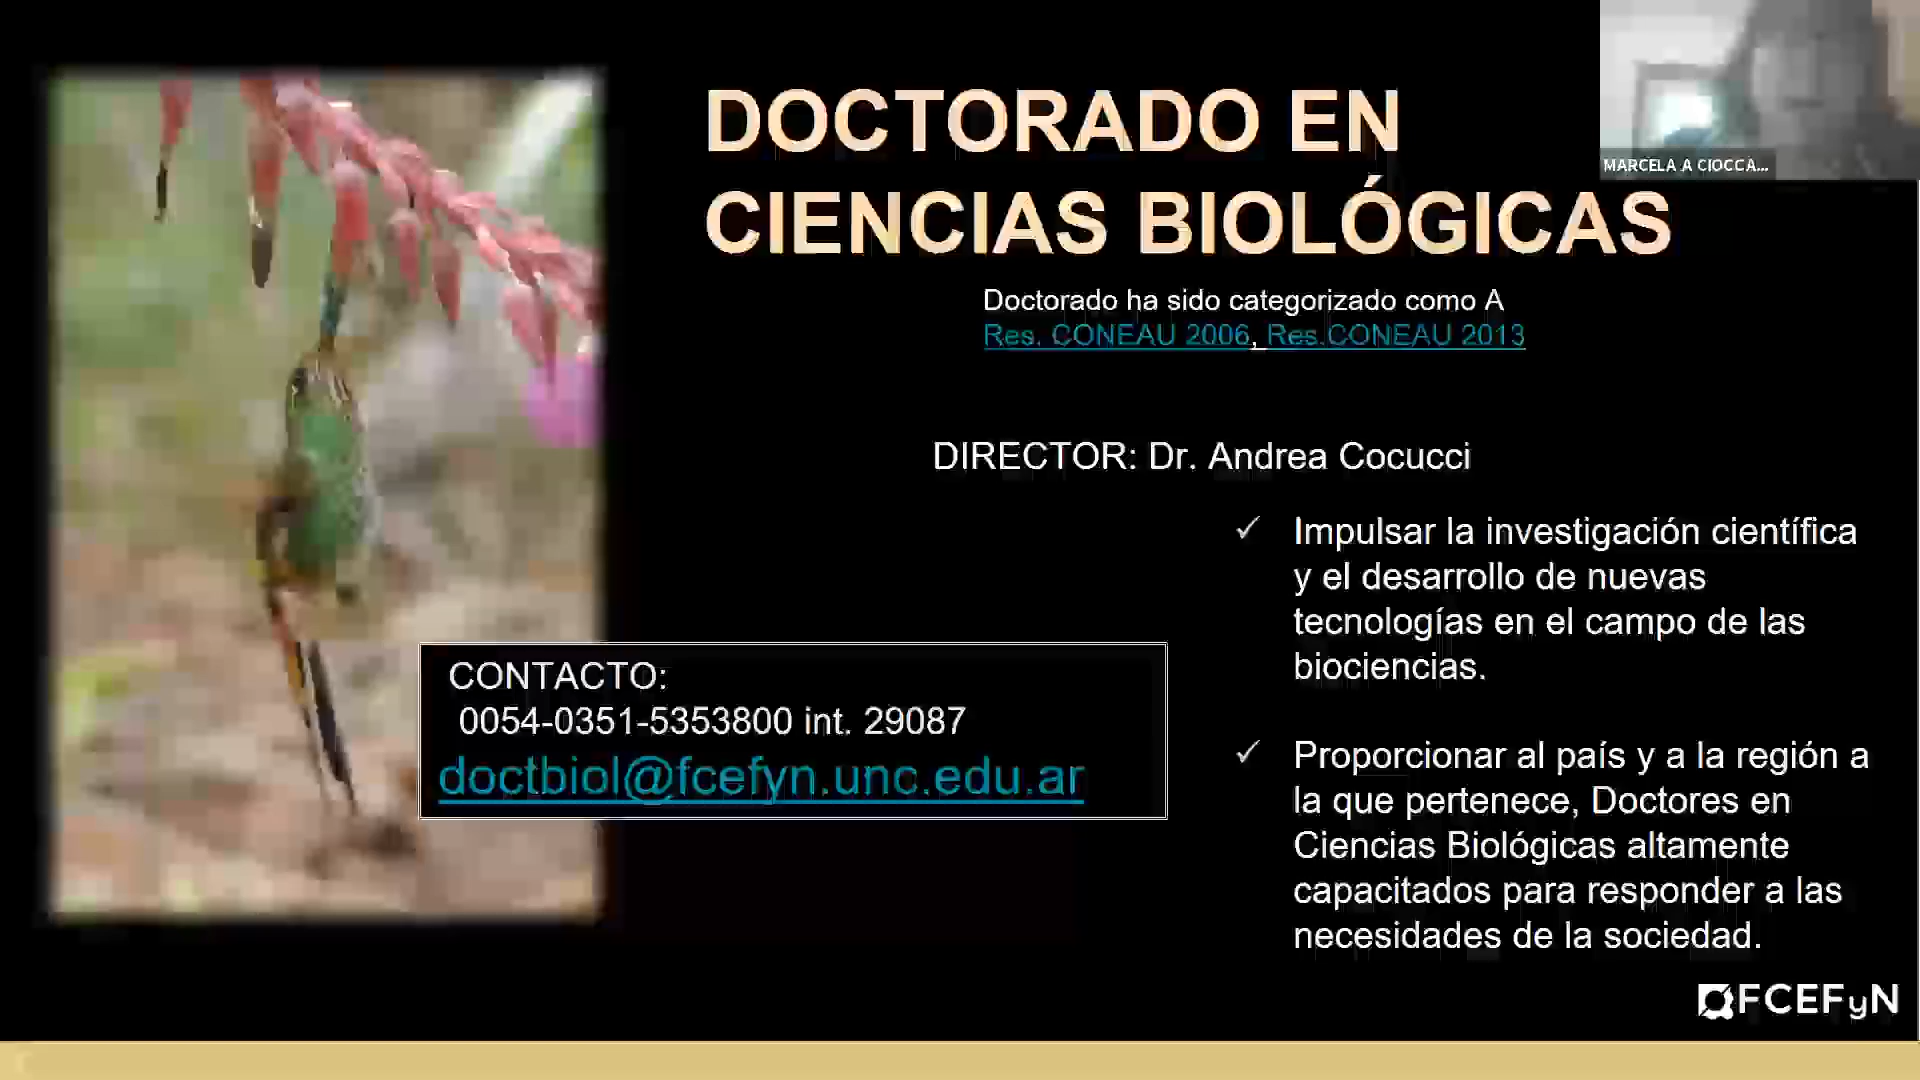 DOCTORADO EN
CIENCIAS BIOLÓGICAS
MARCELA A CIOCCA...
Doctorado ha sido categorizado como A
Res. CONEAU 2006, Res.CONEAU 2013
DIRECTOR: Dr. Andrea Cocucci
✓ Impulsar la investigación científica
y el desarrollo de nuevas
tecnologías en el campo de las
biociencias.
CONTACTO:
0054-0351-5353800 int. 29087
doctbiol@fcefyn.unc.edu.ar
✓ Proporcionar al país y a la región a
la que pertenece, Doctores en
Ciencias Biológicas altamente
capacitados para responder a las
necesidades de la sociedad.
FCEFyN